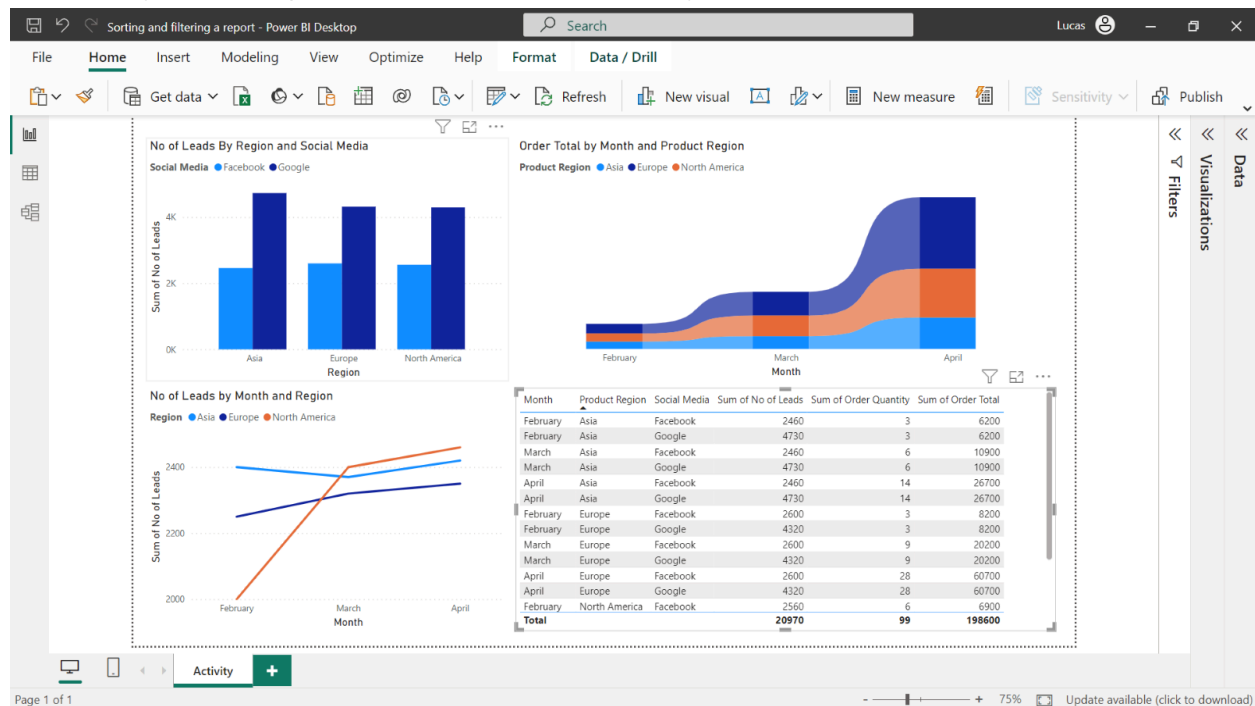 Sorting and filtering a report - Power BI Desktop
Search
Lucas
File Home Insert Modeling View Optimize Help Format Data / Drill
Get data Refresh New visual New measure Sensitivity Publish
No of Leads By Region and Social Media
Social Media Facebook Google
Sum of No of Leads
4K
2K
0K
Asia Europe North America
Region
Order Total by Month and Product Region
Product Region Asia Europe North America
February March April
Month
No of Leads by Month and Region
Region Asia Europe North America
Sum of No of Leads
2400
2200
2000
February March April
Month
Month Product Region Social Media Sum of No of Leads Sum of Order Quantity Sum of Order Total
February Asia Facebook 2460 3 6200
February Asia Google 4730 3 6200
March Asia Facebook 2460 6 10900
March Asia Google 4730 6 10900
April Asia Facebook 2460 14 26700
April Asia Google 4730 14 26700
February Europe Facebook 2600 3 8200
February Europe Google 4320 3 8200
March Europe Facebook 2600 9 20200
March Europe Google 4320 9 20200
April Europe Facebook 2600 28 60700
April Europe Google 4320 28 60700
February North America Facebook 2560 6 6900
Total 20970 99 198600
Filters
Visualizations
Data
Activity
Page 1 of 1
75%
Update available (click to download)